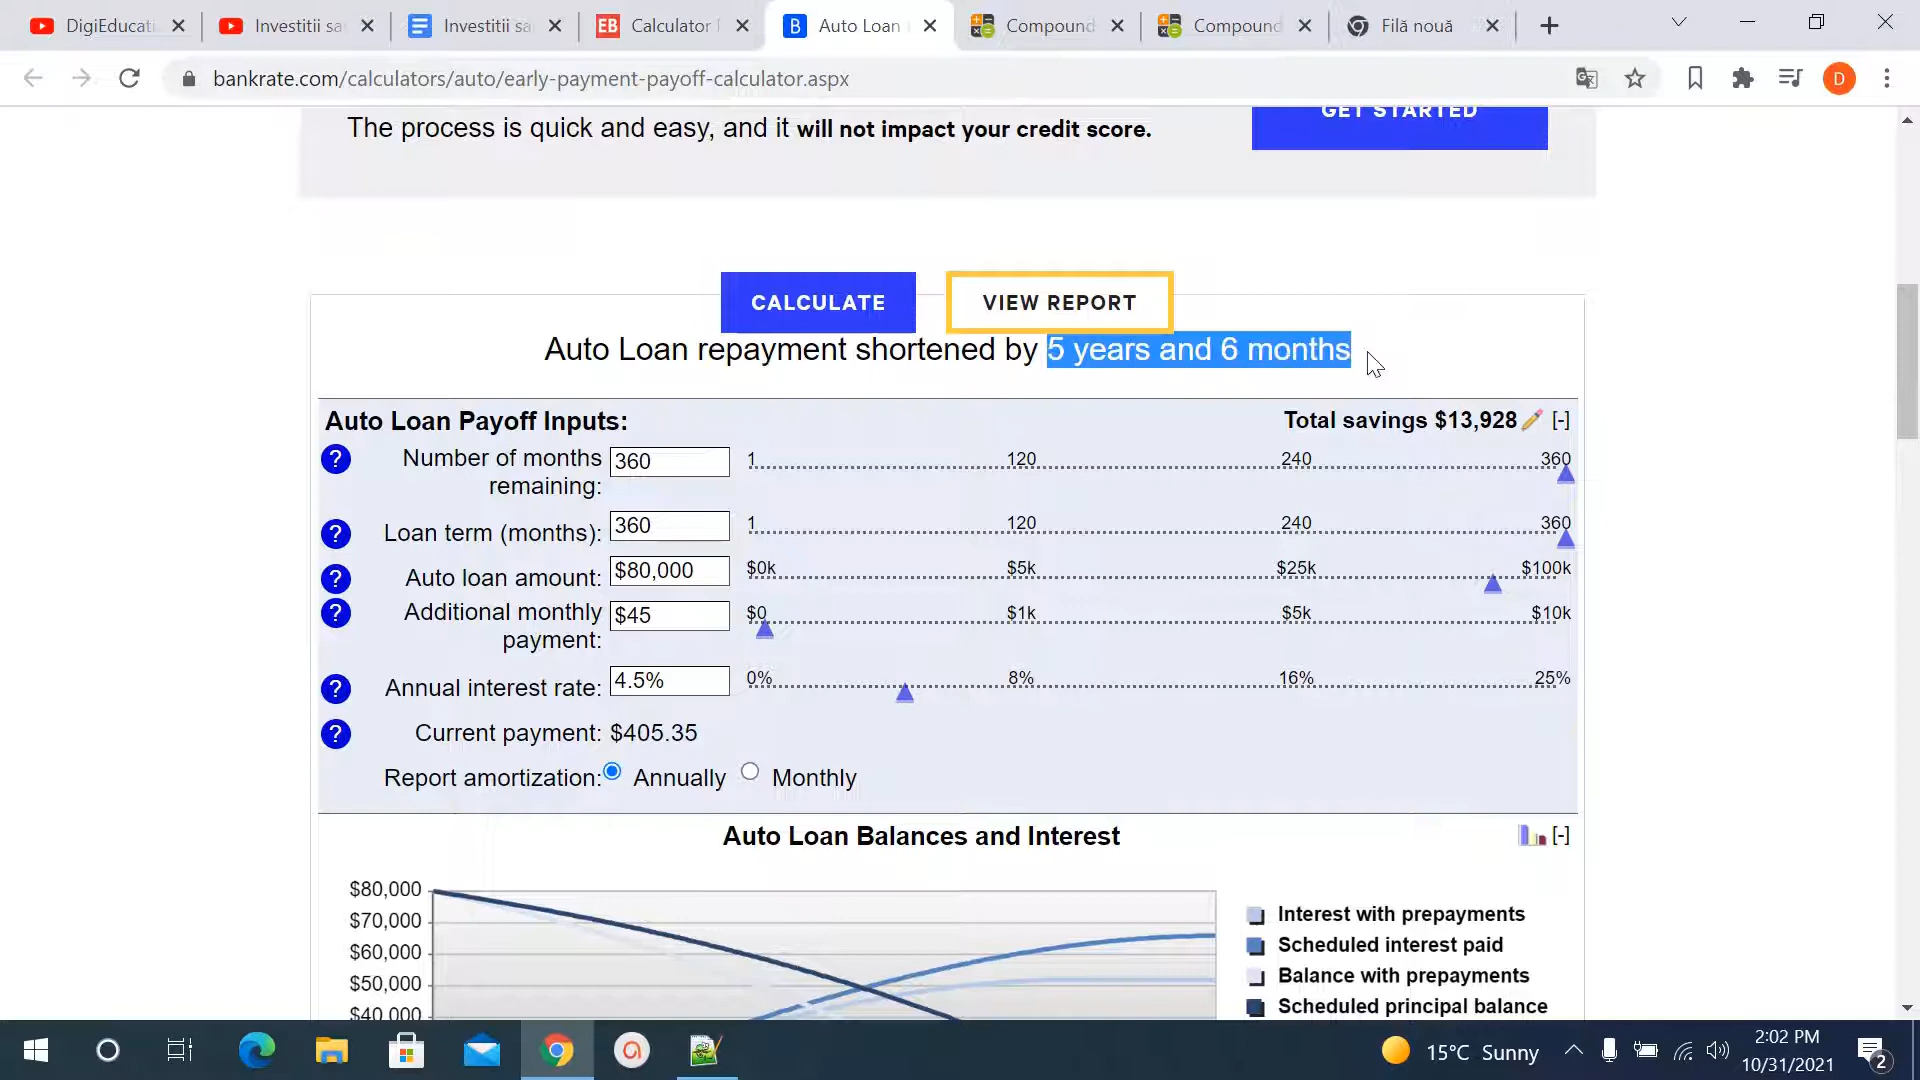 DigiEducati
Investitii sa
Investitii sa
EB Calculator
B Auto Loan
Compound
Compound
Filă nouă
bankrate.com/calculators/auto/early-payment-payoff-calculator.aspx
D
The process is quick and easy, and it will not impact your credit score.
GET STARTED
CALCULATE
VIEW REPORT
Auto Loan repayment shortened by 5 years and 6 months
Auto Loan Payoff Inputs:
Total savings $13,928 [-]
? Number of months remaining: 360 1 120 240 360
? Loan term (months): 360 1 120 240 360
? Auto loan amount: $80,000 $0k $5k $25k $100k
? Additional monthly payment: $45 $0 $1k $5k $10k
? Annual interest rate: 4.5% 0% 8% 16% 25%
? Current payment: $405.35
Report amortization: Annually Monthly
Auto Loan Balances and Interest [-]
$80,000
$70,000
$60,000
$50,000
$40,000
Interest with prepayments
Scheduled interest paid
Balance with prepayments
Scheduled principal balance
15°C Sunny
2:02 PM
10/31/2021
2